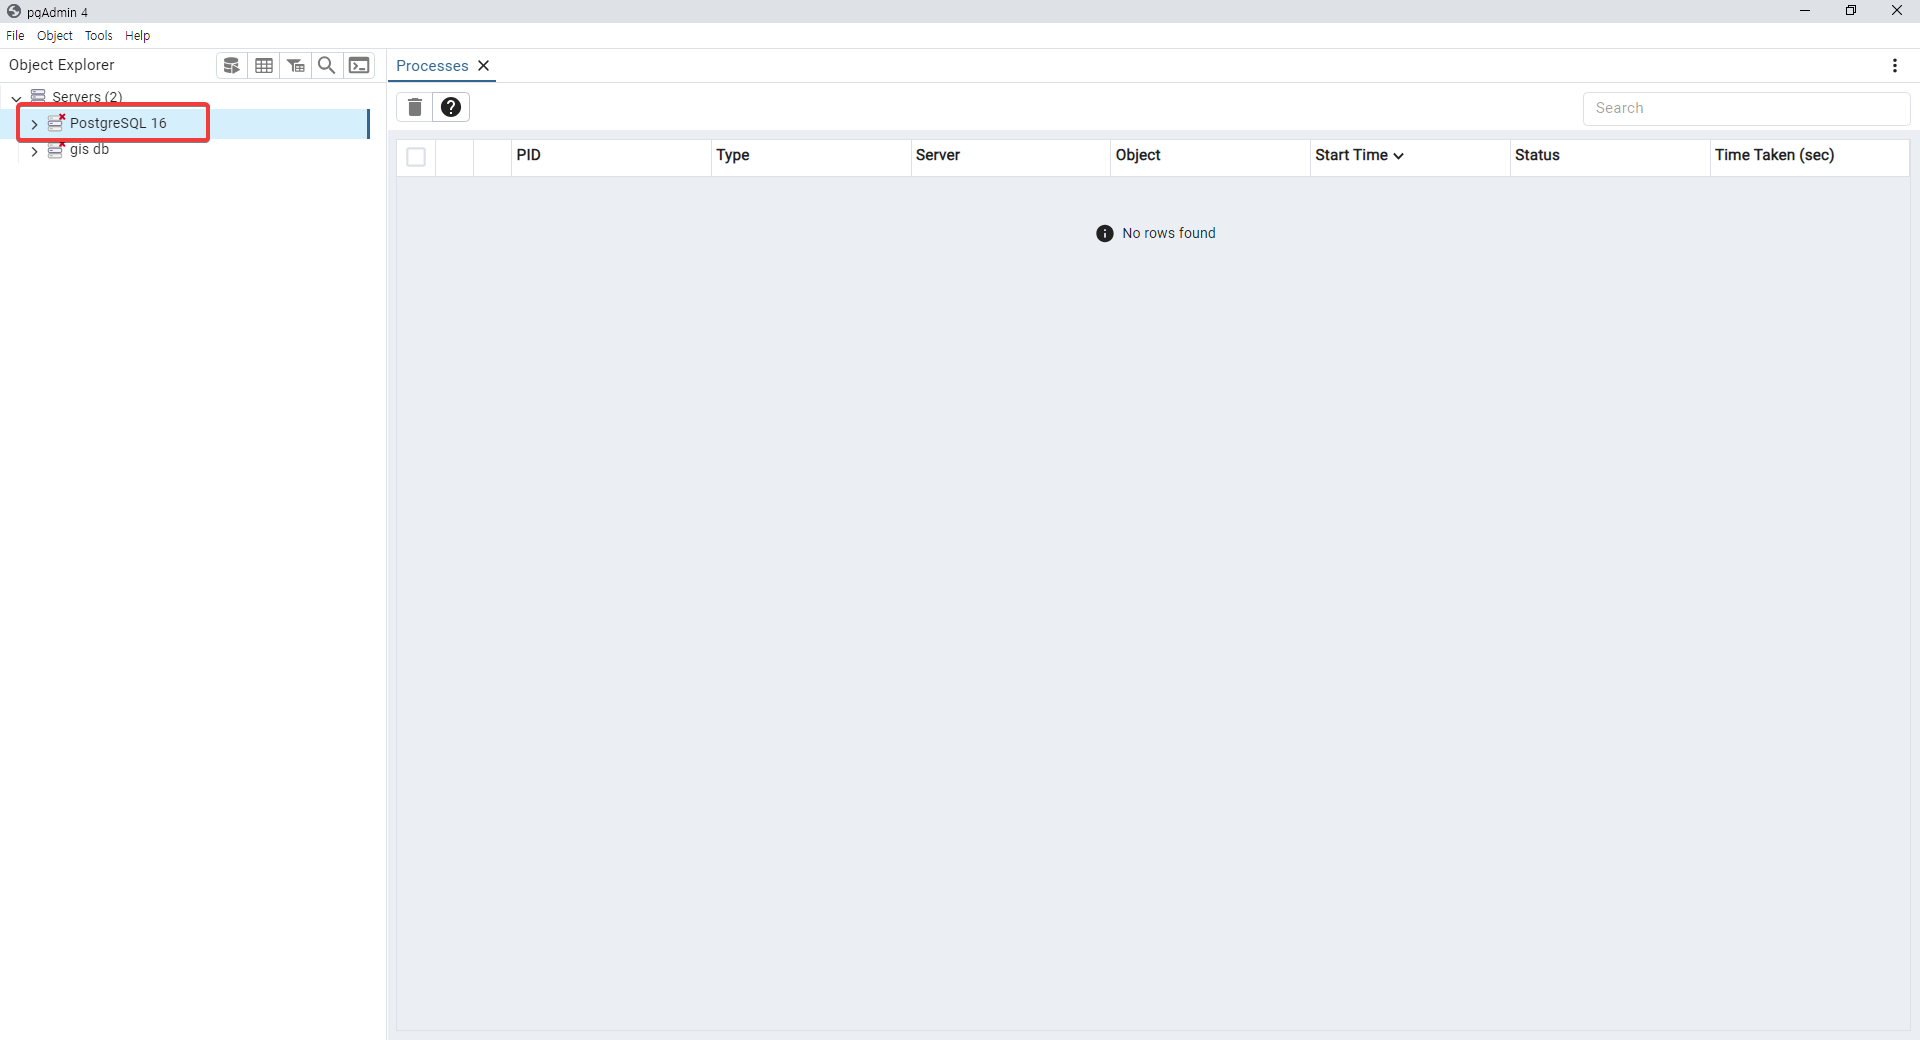 pgAdmin 4
File Object Tools Help
Object Explorer
Processes
Servers (2)
PostgreSQL 16
gis db
Search
PID Type Server Object Start Time Status Time Taken (sec)
No rows found